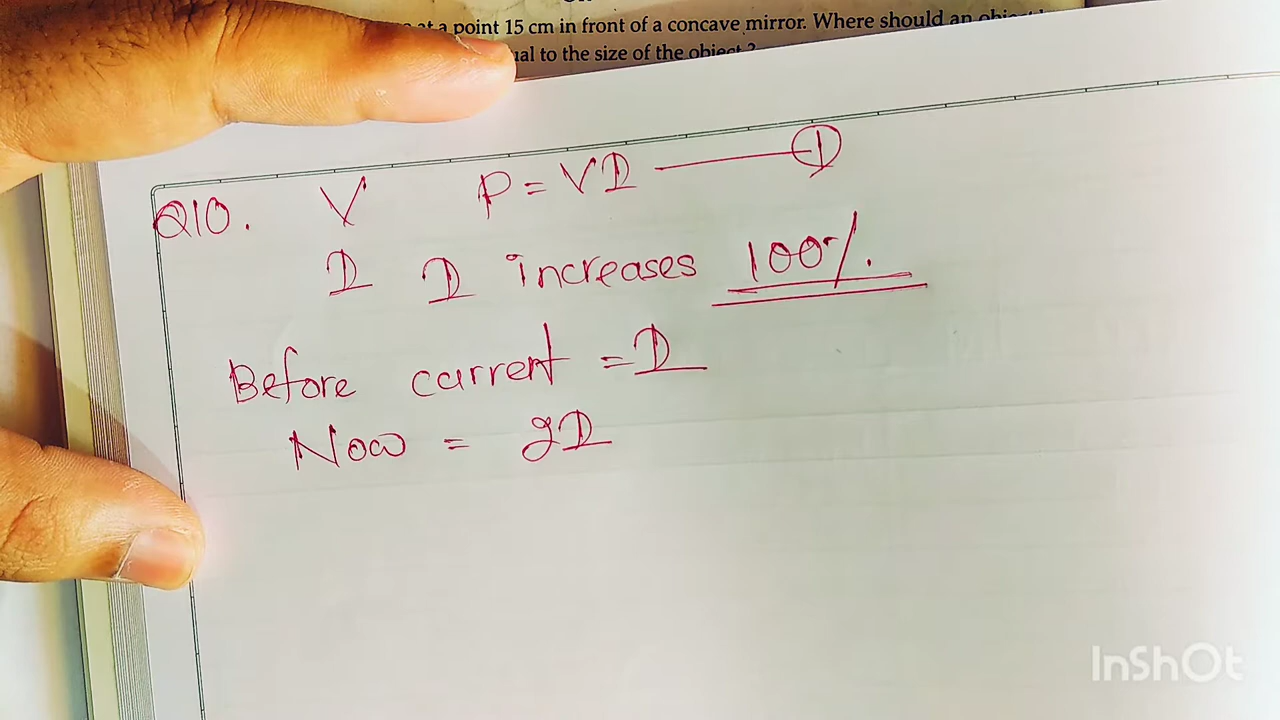 at a point 15 cm in front of a concave mirror. Where should an
to the size of the object ?
Q10. V P = VI ——— ①
I I increases 100%.
Before current = I
Now = 2I
InShOt